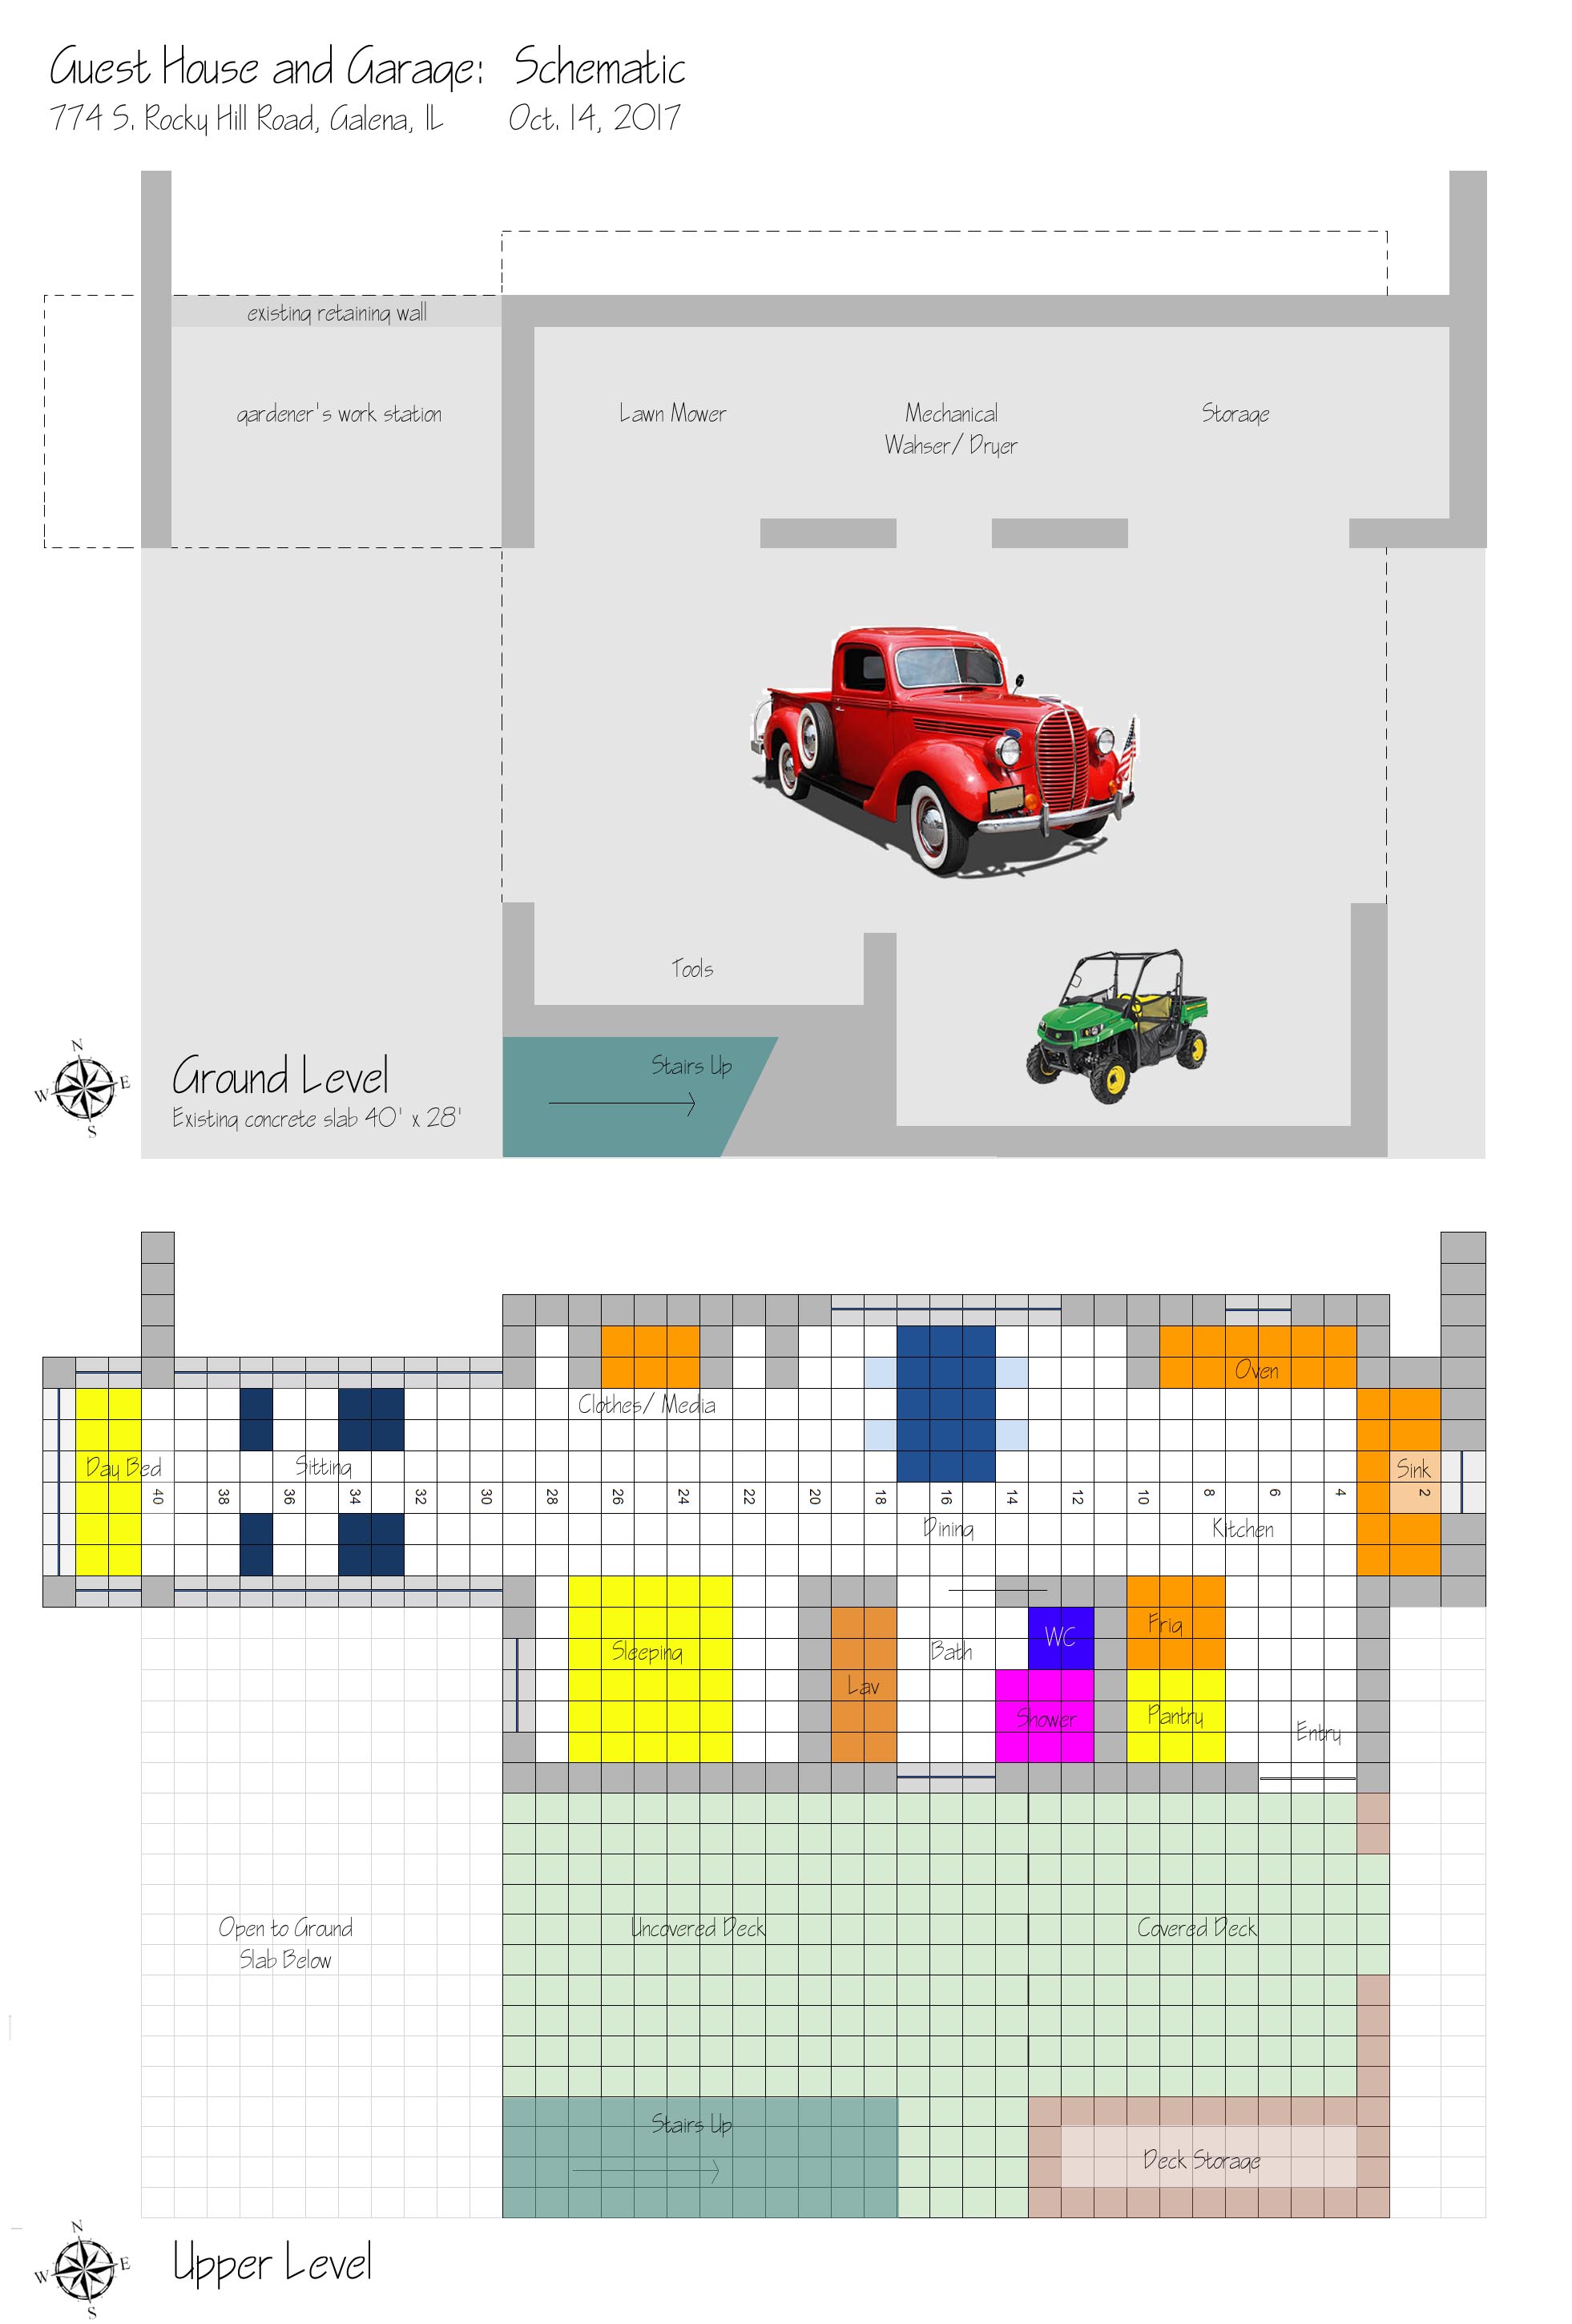 Guest House and Garage: Schematic
774 S. Rocky Hill Road, Galena, IL Oct. 14, 2017
existing retaining wall
gardener's work station
Lawn Mower
Mechanical
Wahser/ Dryer
Storage
Tools
Stairs Up
N
W E
S
Ground Level
Existing concrete slab 40' x 28'
Oven
Clothes/ Media
Day Bed
Sitting
Sink
40 38 36 34 32 30 28 26 24 22 20 18 16 14 12 10 8 6 4 2
Dining
Kitchen
Sleeping
Lav
Bath
WC
Shower
Frig
Pantry
Entry
Open to Ground
Slab Below
Uncovered Deck
Covered Deck
Stairs Up
Deck Storage
N
W E
S
Upper Level